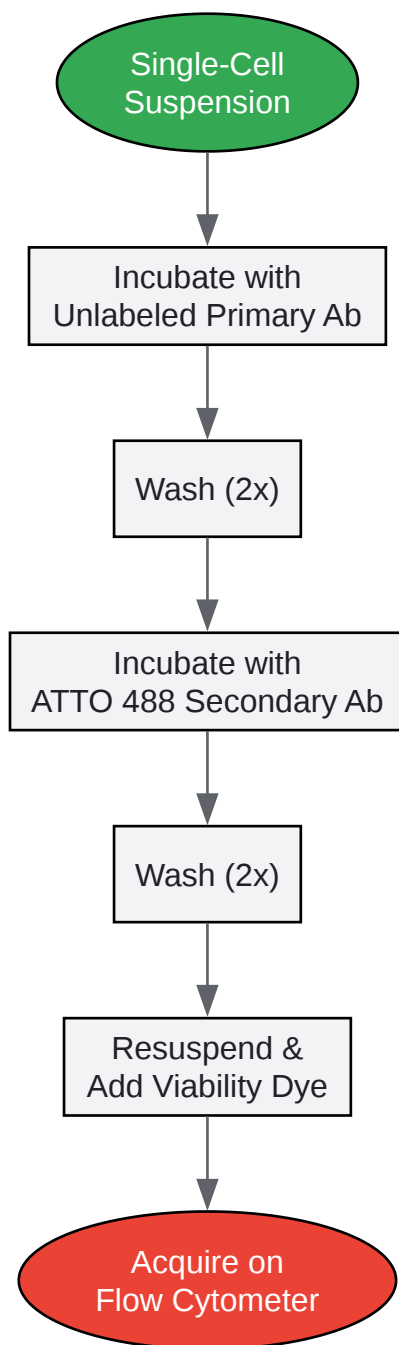 Single-Cell
Suspension
Incubate with
Unlabeled Primary Ab
Wash (2x)
Incubate with
ATTO 488 Secondary Ab
Wash (2x)
Resuspend &
Add Viability Dye
Acquire on
Flow Cytometer